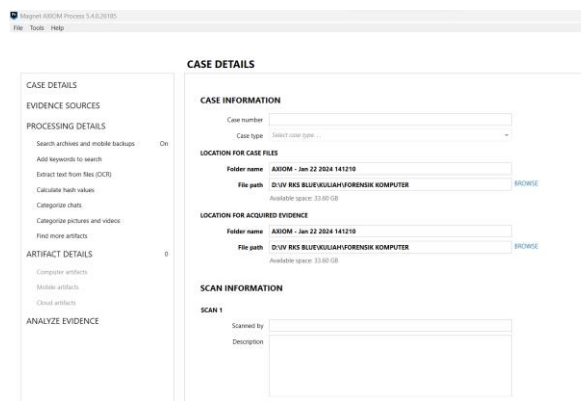 Magnet AXIOM Process 5.4.0.26185
File Tools Help
CASE DETAILS
CASE DETAILS
EVIDENCE SOURCES
PROCESSING DETAILS
Search archives and mobile backups On
Add keywords to search
Extract text from files (OCR)
Calculate hash values
Categorize chats
Categorize pictures and videos
Find more artifacts
ARTIFACT DETAILS 0
Computer artifacts
Mobile artifacts
Cloud artifacts
ANALYZE EVIDENCE
CASE INFORMATION
Case number
Case type Select case type ...
LOCATION FOR CASE FILES
Folder name AXIOM - Jan 22 2024 141210
File path D:\IV RKS BLUE\KULIAH\FORENSIK KOMPUTER BROWSE
Available space: 33.60 GB
LOCATION FOR ACQUIRED EVIDENCE
Folder name AXIOM - Jan 22 2024 141210
File path D:\IV RKS BLUE\KULIAH\FORENSIK KOMPUTER BROWSE
Available space: 33.60 GB
SCAN INFORMATION
SCAN 1
Scanned by
Description